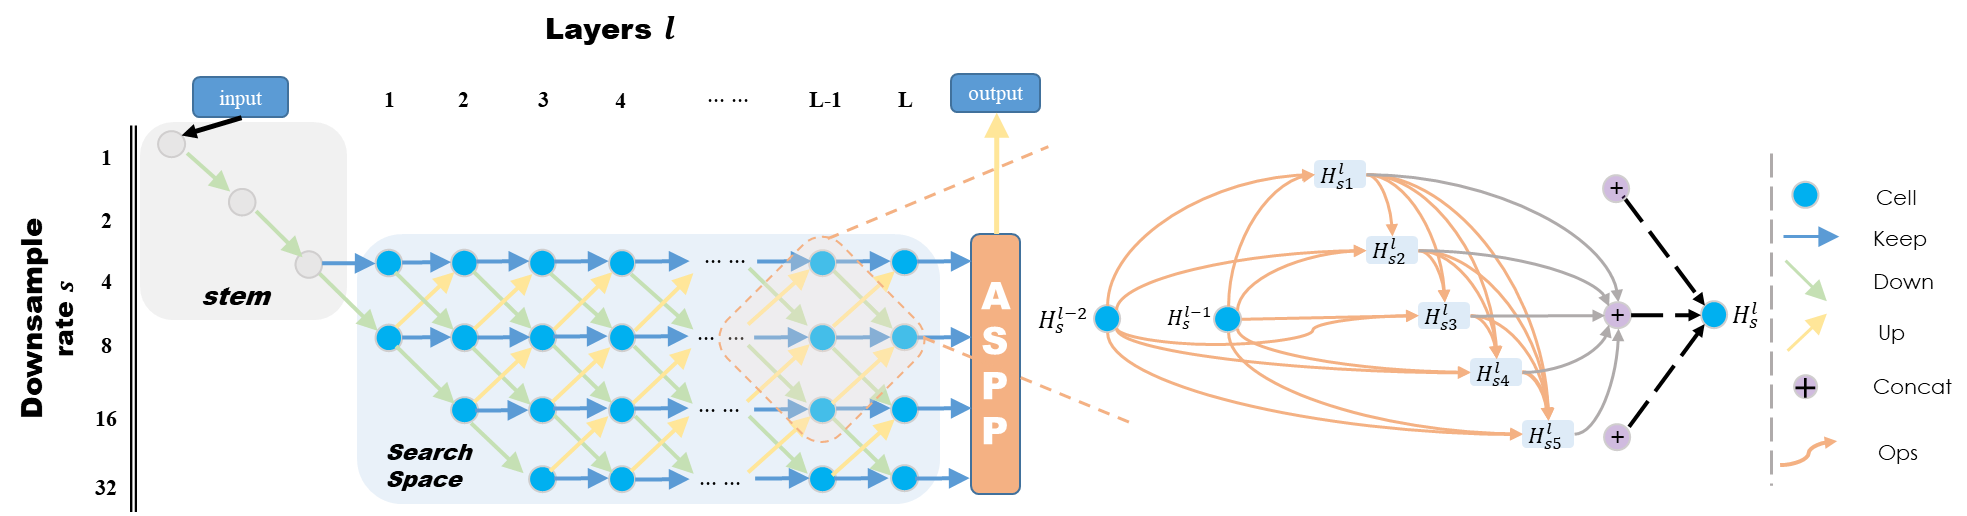 Layers l
input
1 2 3 4 ... ... L-1 L
output
Downsample
rate s
1
2
4
8
16
32
stem
... ...
... ...
... ...
... ...
Search
Space
A
S
P
P
H_s^{l-2}
H_s^{l-1}
H_{s1}^l
H_{s2}^l
H_{s3}^l
H_{s4}^l
H_{s5}^l
+
+
+
H_s^l
Cell
Keep
Down
Up
+ Concat
Ops